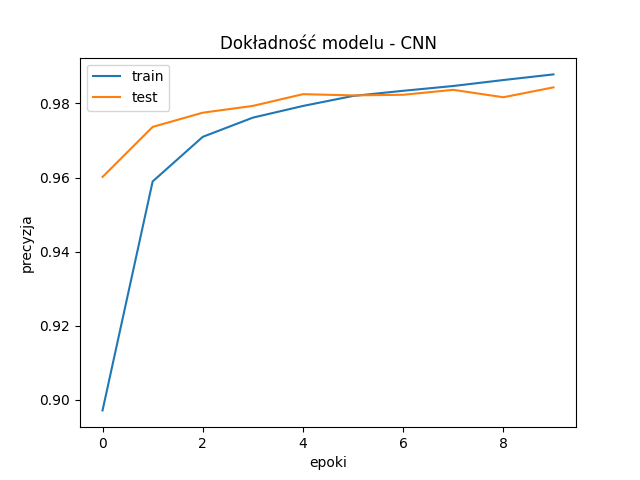 Dokładność modelu - CNN
train
test
0.98
0.96
0.94
0.92
0.90
precyzja
0
2
4
6
8
epoki